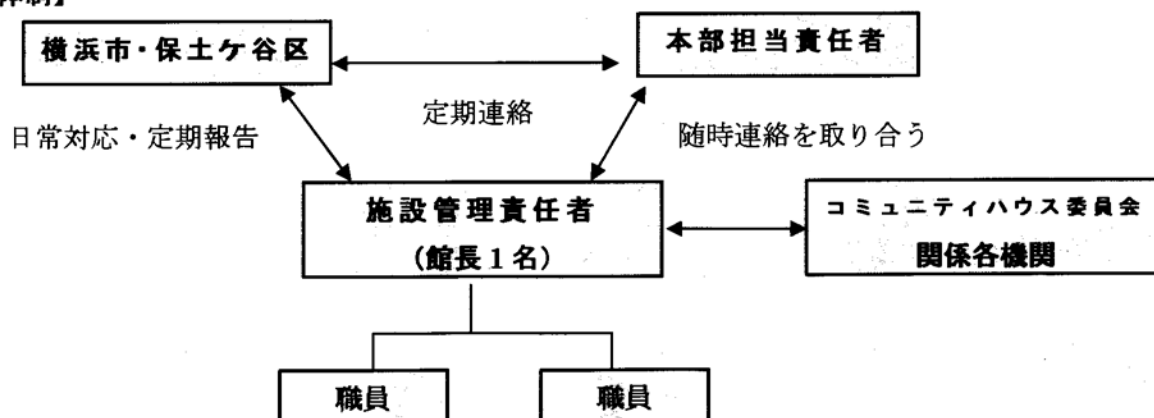 横浜市・保土ケ谷区
本部担当責任者
定期連絡
日常対応・定期報告
随時連絡を取り合う
施設管理責任者
(館長1名)
コミュニティハウス委員会
関係各機関
職員
職員